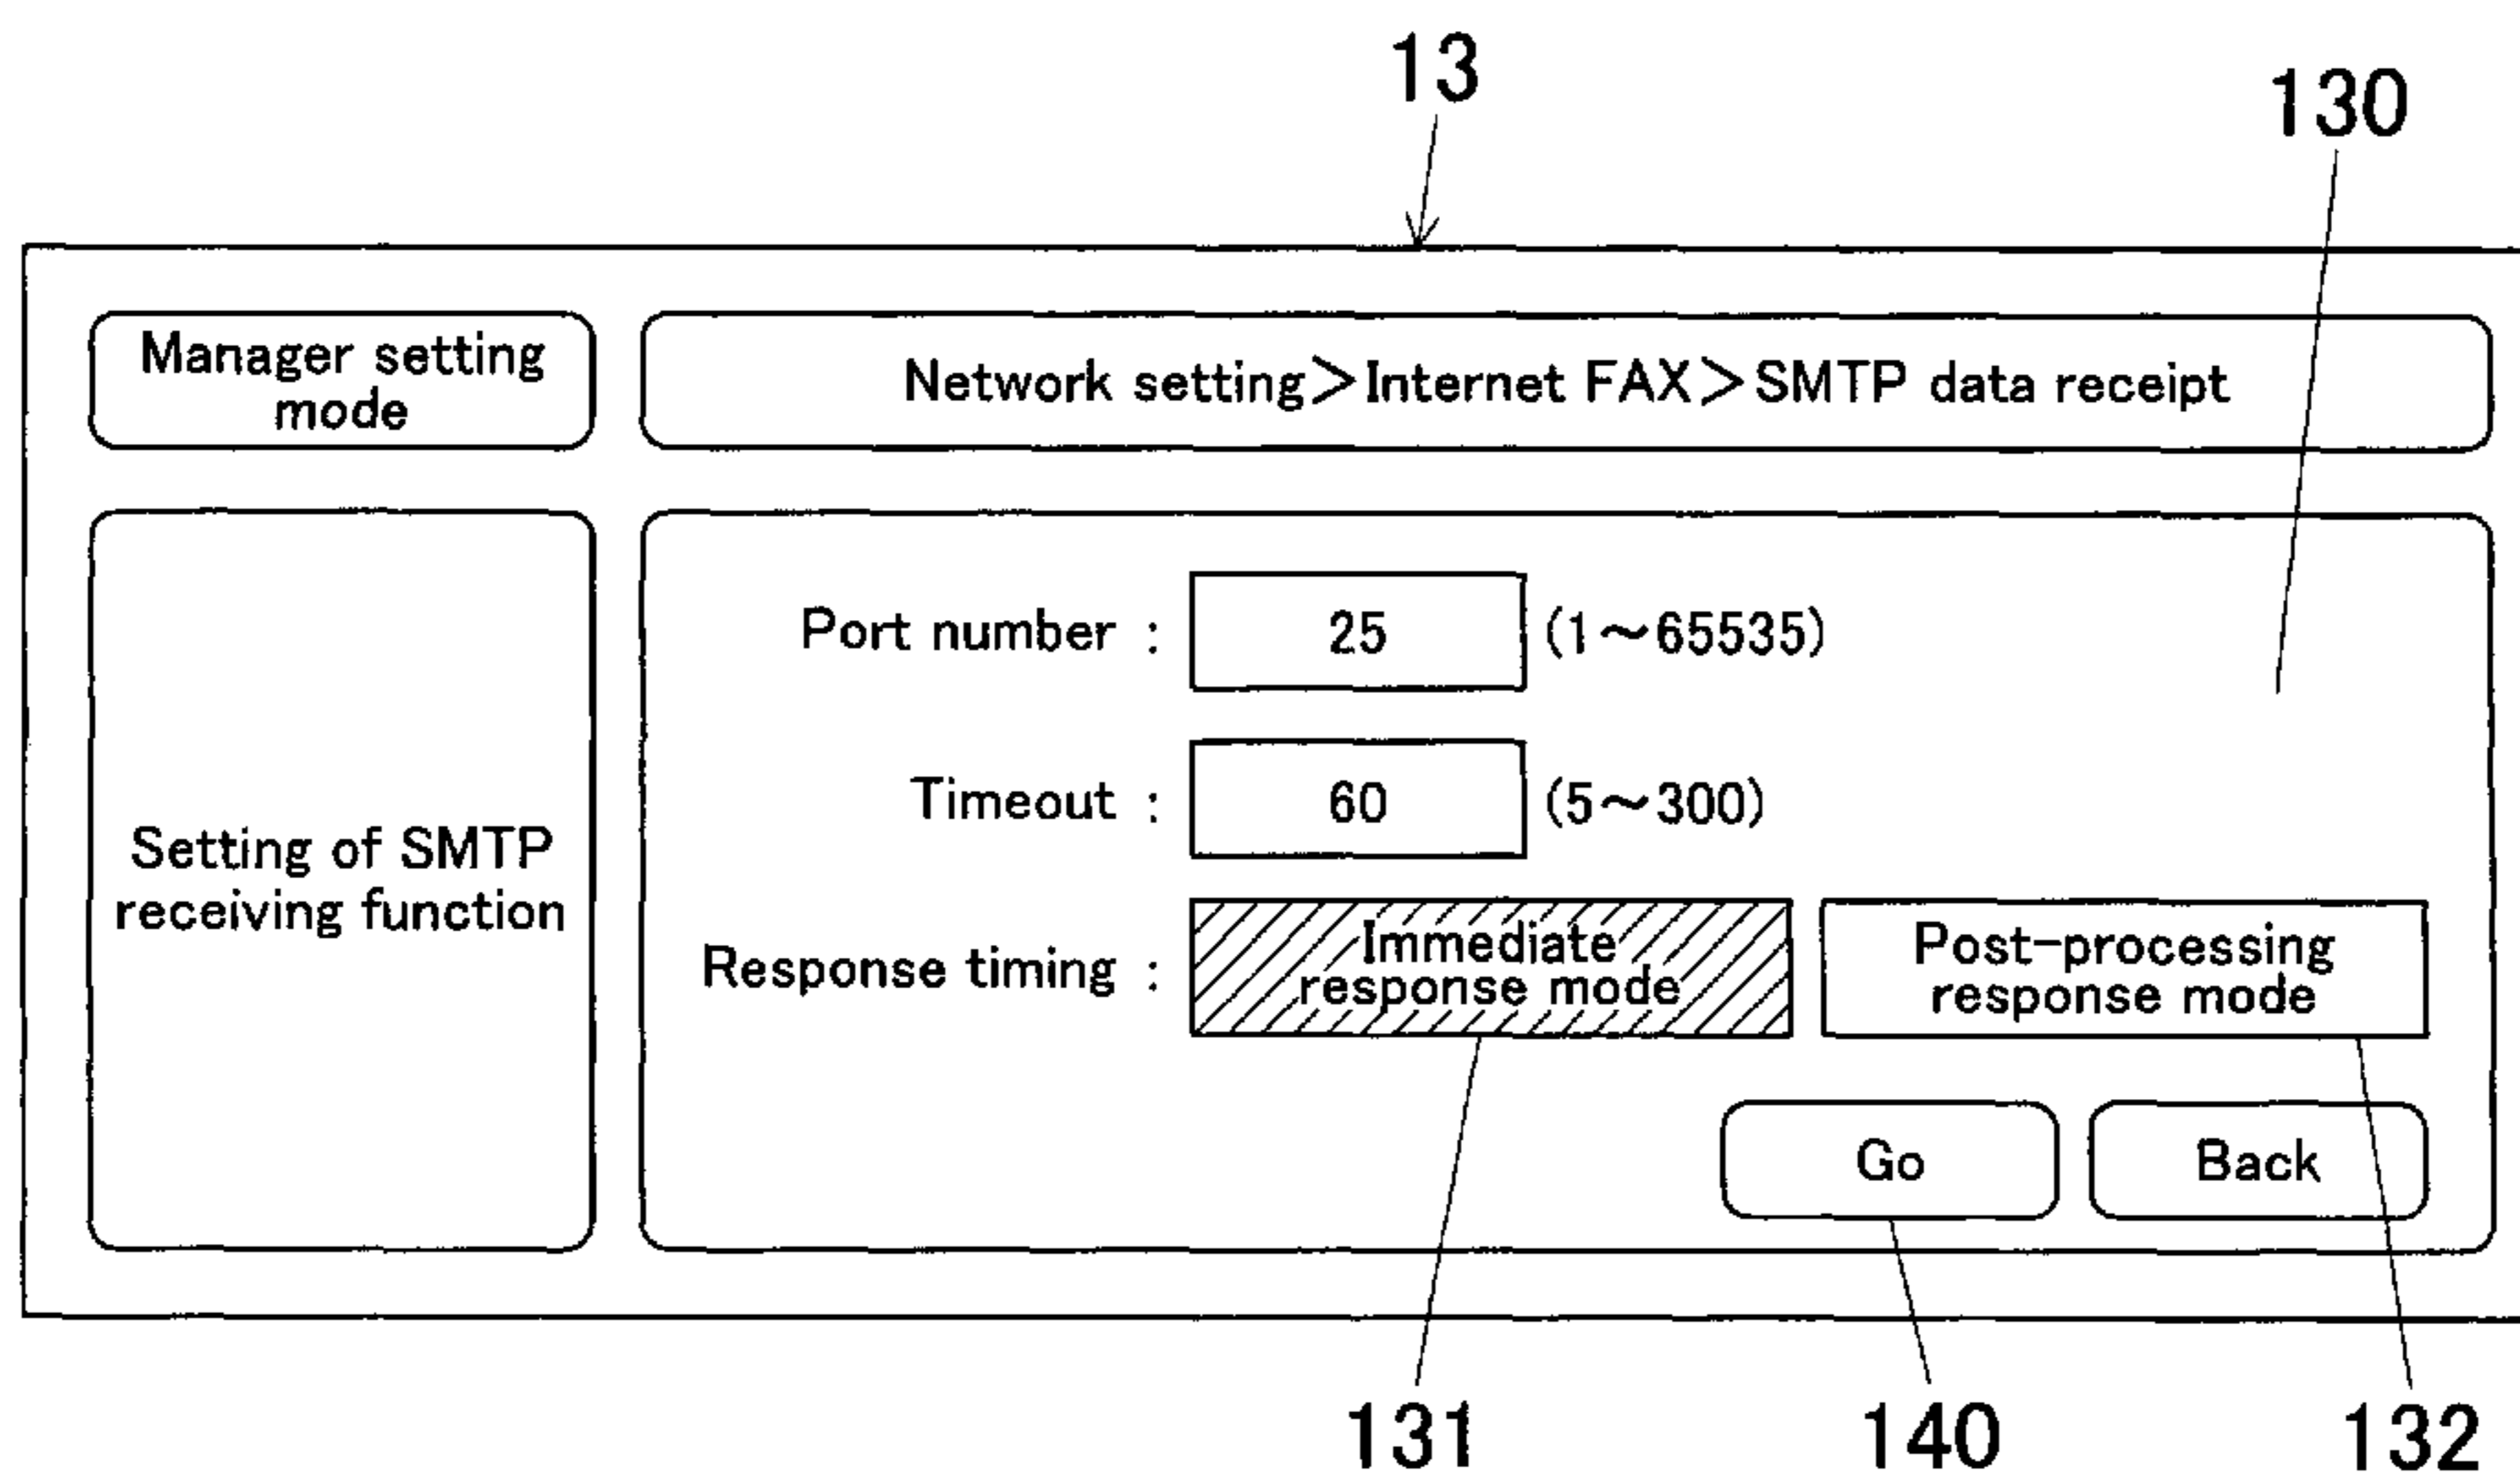 13
130
Manager setting
mode
Network setting＞Internet FAX＞SMTP data receipt
Setting of SMTP
receiving function
Port number : 25 (1～65535)
Timeout : 60 (5～300)
Response timing : Immediate
response mode
Post-processing
response mode
Go
Back
131
140
132